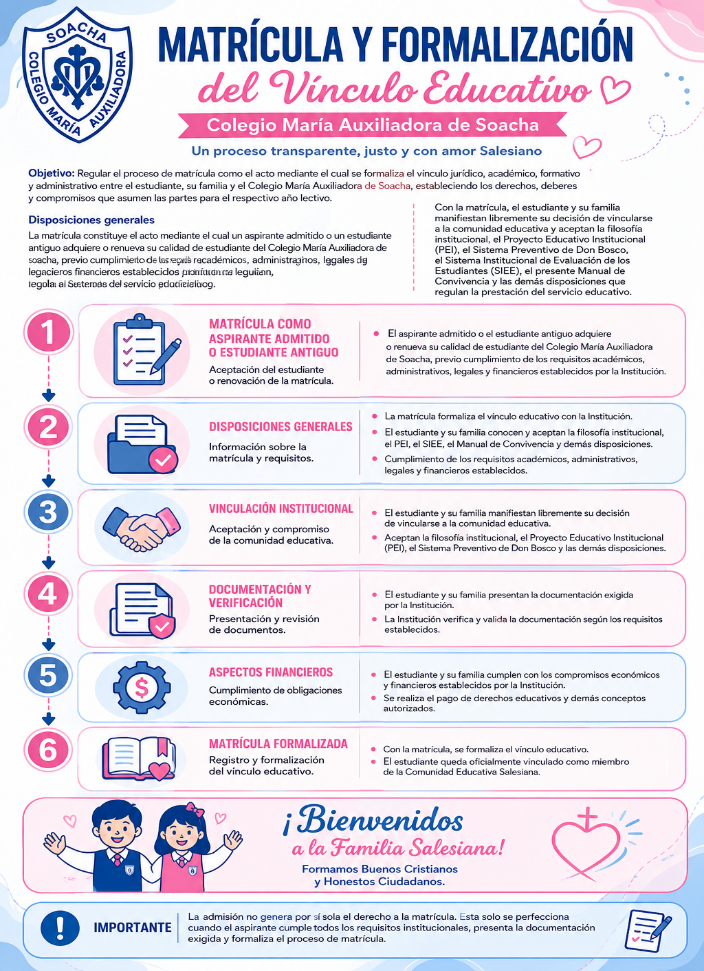 SOACHA
COLEGIO MARÍA AUXILIADORA
MATRÍCULA Y FORMALIZACIÓN
del Vínculo Educativo
Colegio María Auxiliadora de Soacha
Un proceso transparente, justo y con amor Salesiano
Objetivo: Regular el proceso de matrícula como el acto mediante el cual se formaliza el vínculo jurídico, académico, formativo
y administrativo entre el estudiante, su familia y el Colegio María Auxiliadora de Soacha, estableciendo los derechos, deberes
y compromisos que asumen las partes para el respectivo año lectivo.
Disposiciones generales
La matrícula constituye el acto mediante el cual un aspirante admitido o un estudiante
antiguo adquiere o renueva su calidad de estudiante del Colegio María Auxiliadora de
soacha, previo cumplimiento de
financieros establecidos
del servicio
Con la matrícula, el estudiante y su familia
manifiestan libremente su decisión de vincularse
a la comunidad educativa y aceptan la filosofía
institucional, el Proyecto Educativo Institucional
(PEI), el Sistema Preventivo de Don Bosco,
el Sistema Institucional de Evaluación de los
Estudiantes (SIEE), el presente Manual de
Convivencia y las demás disposiciones que
regulan la prestación del servicio educativo.
1
MATRÍCULA COMO
ASPIRANTE ADMITIDO
O ESTUDIANTE ANTIGUO
Aceptación del estudiante
o renovación de la matrícula.
• El aspirante admitido o el estudiante antiguo adquiere
o renueva su calidad de estudiante del Colegio María Auxiliadora
de Soacha, previo cumplimiento de los requisitos académicos,
administrativos, legales y financieros establecidos por la Institución.
2
DISPOSICIONES GENERALES
Información sobre la
matrícula y requisitos.
• La matrícula formaliza el vínculo educativo con la Institución.
• El estudiante y su familia conocen y aceptan la filosofía institucional,
el PEI, el SIEE, el Manual de Convivencia y demás disposiciones.
• Cumplimiento de los requisitos académicos, administrativos,
legales y financieros establecidos.
3
VINCULACIÓN INSTITUCIONAL
Aceptación y compromiso
de la comunidad educativa.
• El estudiante y su familia manifiestan libremente su decisión
de vincularse a la comunidad educativa.
• Aceptan la filosofía institucional, el Proyecto Educativo Institucional
(PEI), el Sistema Preventivo de Don Bosco y las demás disposiciones.
4
DOCUMENTACIÓN Y
VERIFICACIÓN
Presentación y revisión
de documentos.
• El estudiante y su familia presentan la documentación exigida
por la Institución.
• La Institución verifica y valida la documentación según los requisitos
establecidos.
5
$
ASPECTOS FINANCIEROS
Cumplimiento de obligaciones
económicas.
• El estudiante y su familia cumplen con los compromisos económicos
y financieros establecidos por la Institución.
• Se realiza el pago de derechos educativos y demás conceptos
autorizados.
6
MATRÍCULA FORMALIZADA
Registro y formalización
del vínculo educativo.
• Con la matrícula, se formaliza el vínculo educativo.
• El estudiante queda oficialmente vinculado como miembro
de la Comunidad Educativa Salesiana.
¡Bienvenidos
a la Familia Salesiana!
Formamos Buenos Cristianos
y Honestos Ciudadanos.
!
IMPORTANTE
La admisión no genera por sí sola el derecho a la matrícula. Esta solo se perfecciona
cuando el aspirante cumple todos los requisitos institucionales, presenta la documentación
exigida y formaliza el proceso de matrícula.